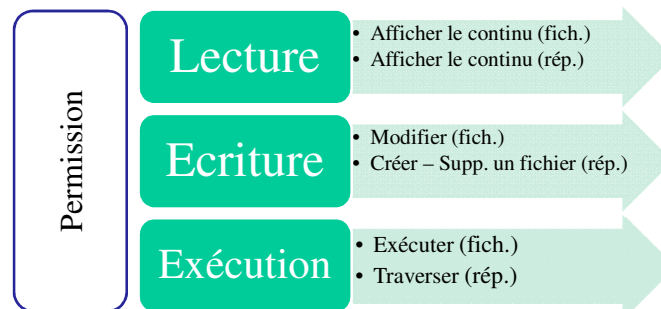 Permission
Lecture
• Afficher le continu (fich.)
• Afficher le continu (rép.)
Ecriture
• Modifier (fich.)
• Créer – Supp. un fichier (rép.)
Exécution
• Exécuter (fich.)
• Traverser (rép.)